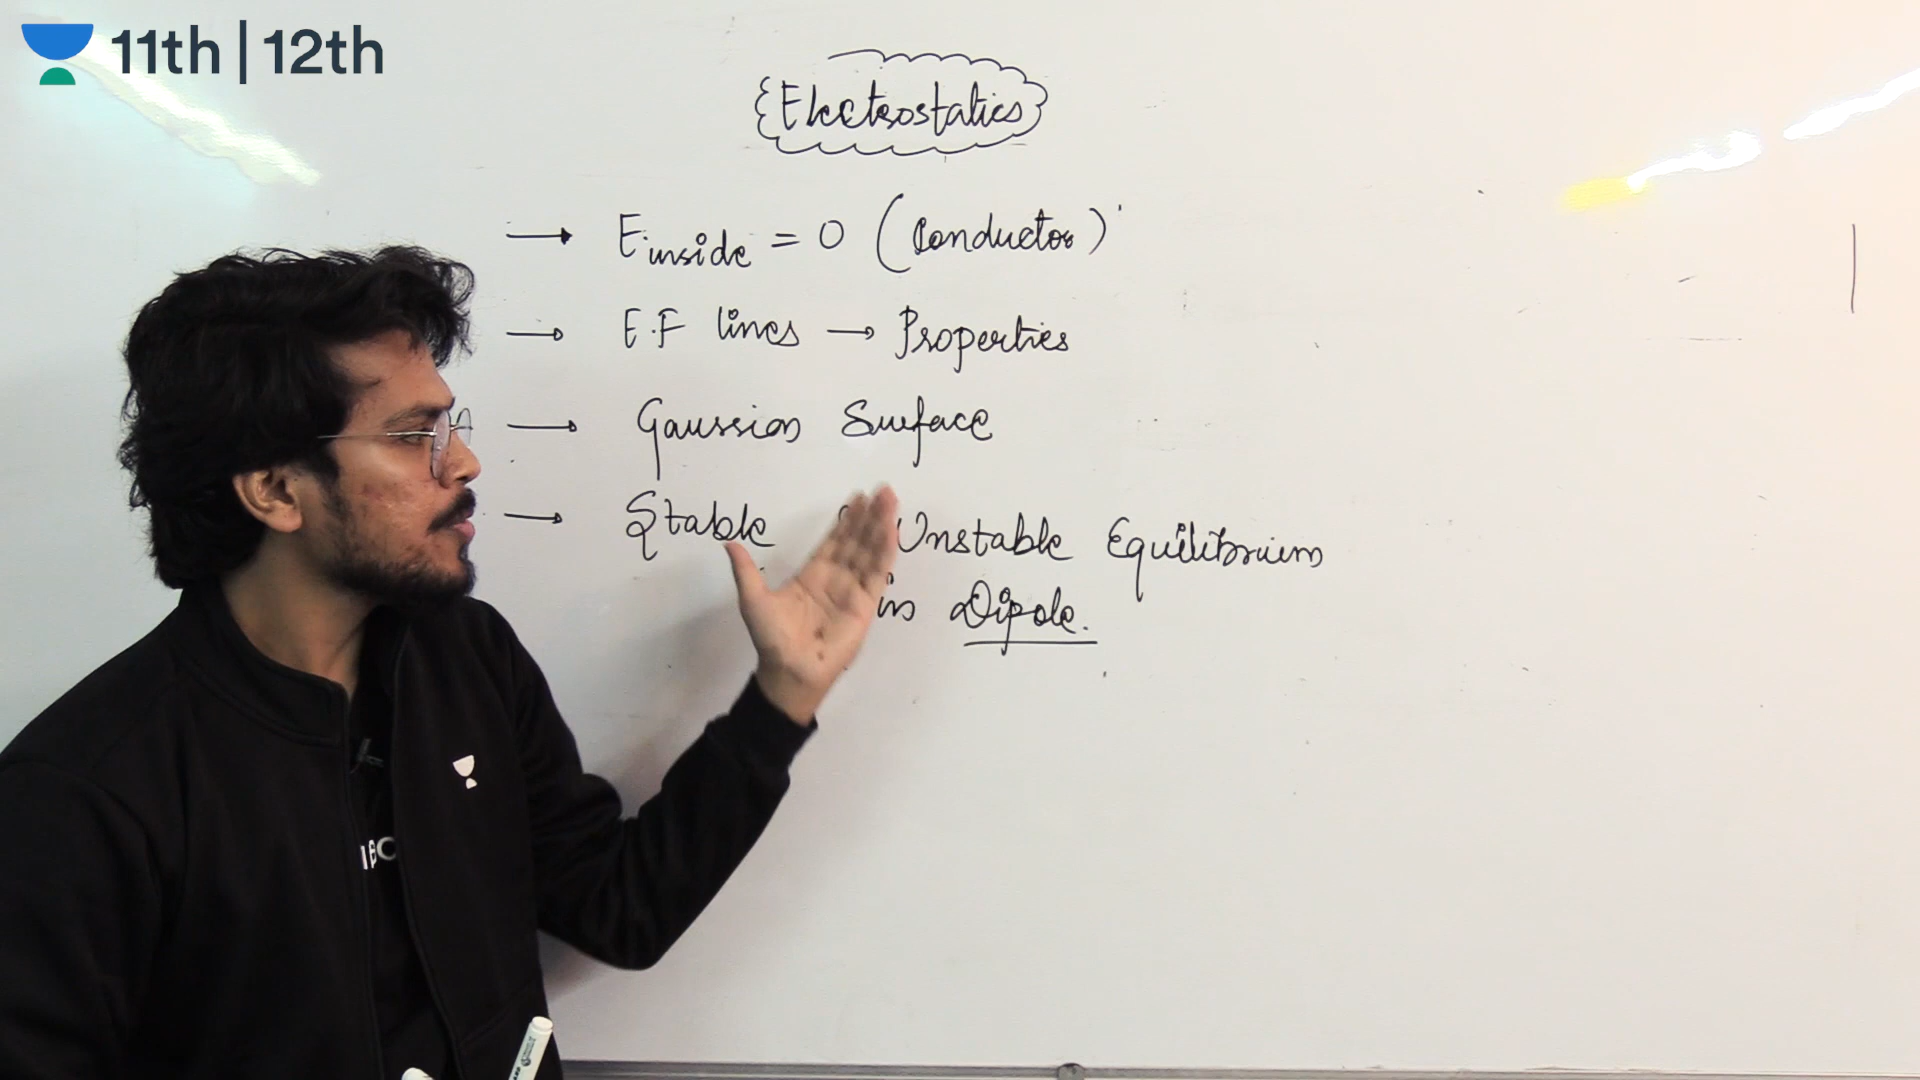 11th | 12th
Electrostatics
→ Einside = 0 (Conductor)
→ E.F lines → Properties
→ Gaussian Surface
→ Stable Unstable Equilibrium
in Dipole.